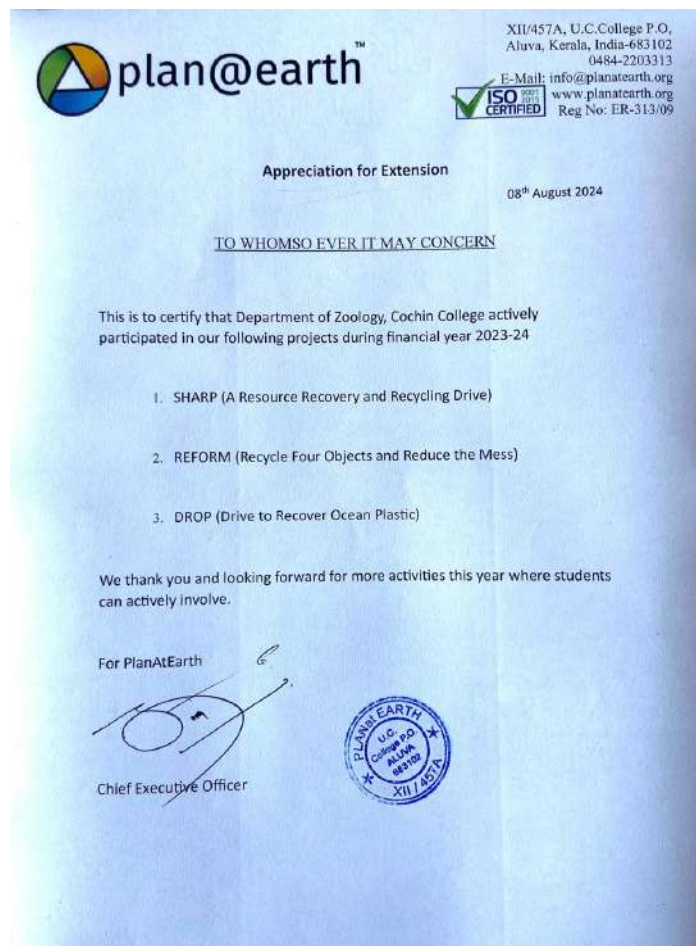 plan@earth™
XII/457A, U.C.College P.O,
Aluva, Kerala, India-683102
0484-2203313
E-Mail: info@planatearth.org
www.planatearth.org
Reg No: ER-313/09
ISO 9001 2015
CERTIFIED
Appreciation for Extension
08th August 2024
TO WHOMSO EVER IT MAY CONCERN
This is to certify that Department of Zoology, Cochin College actively
participated in our following projects during financial year 2023-24
1. SHARP (A Resource Recovery and Recycling Drive)
2. REFORM (Recycle Four Objects and Reduce the Mess)
3. DROP (Drive to Recover Ocean Plastic)
We thank you and looking forward for more activities this year where students
can actively involve.
For PlanAtEarth
Chief Executive Officer
PLANat EARTH
U.C.
College P.O.
ALUVA
683102
XII / 457A